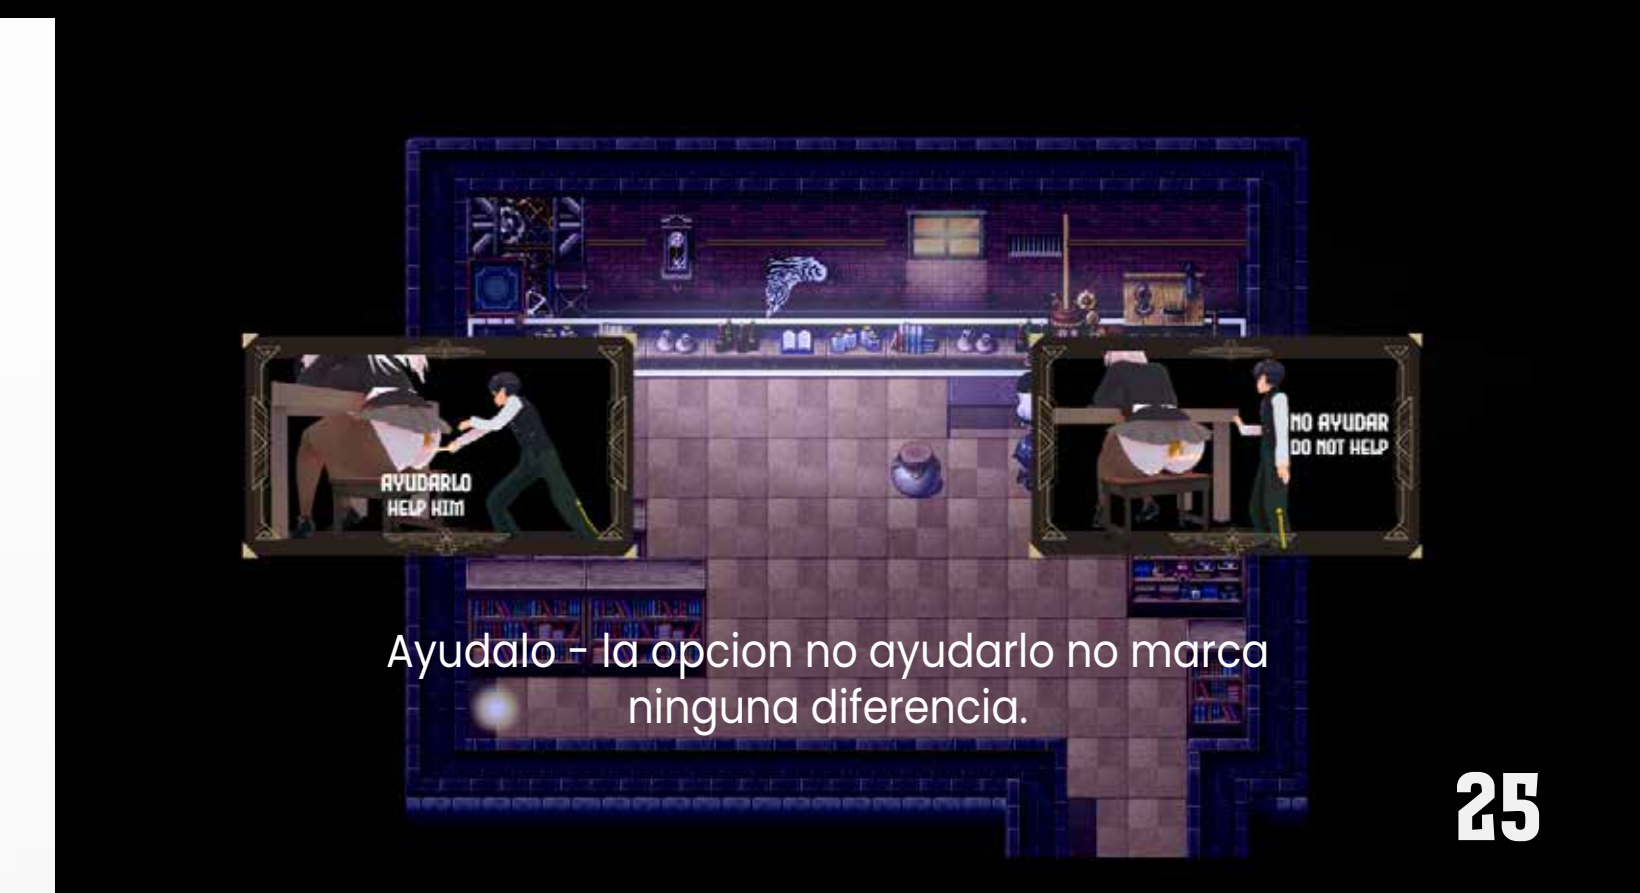 AYUDARLO
HELP HIM
NO AYUDAR
DO NOT HELP
Ayudalo - la opcion no ayudarlo no marca
ninguna diferencia.
25